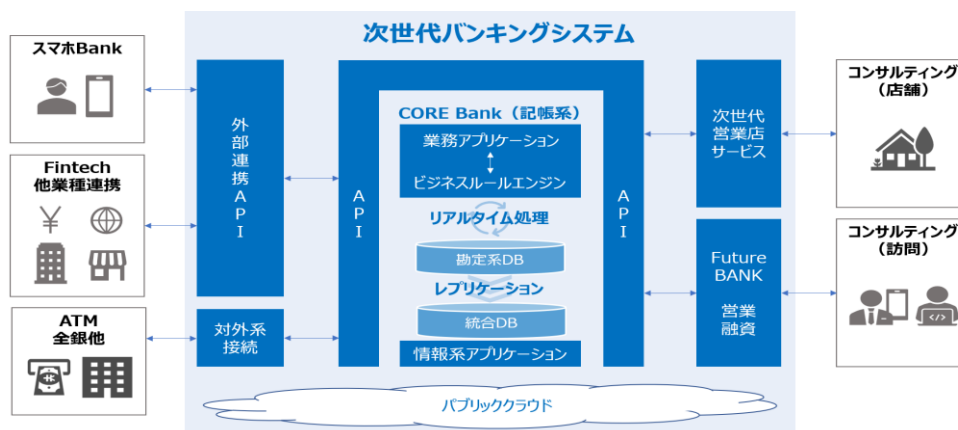 次世代バンキングシステム
スマホBank
Fintech
他業種連携
¥
ATM
全銀他
外部連携API
対外系
接続
API
CORE Bank（記帳系）
業務アプリケーション
ビジネスルールエンジン
リアルタイム処理
勘定系DB
レプリケーション
統合DB
情報系アプリケーション
API
次世代
営業店
サービス
Future
BANK
営業
融資
コンサルティング
（店舗）
コンサルティング
（訪問）
</>
パブリッククラウド